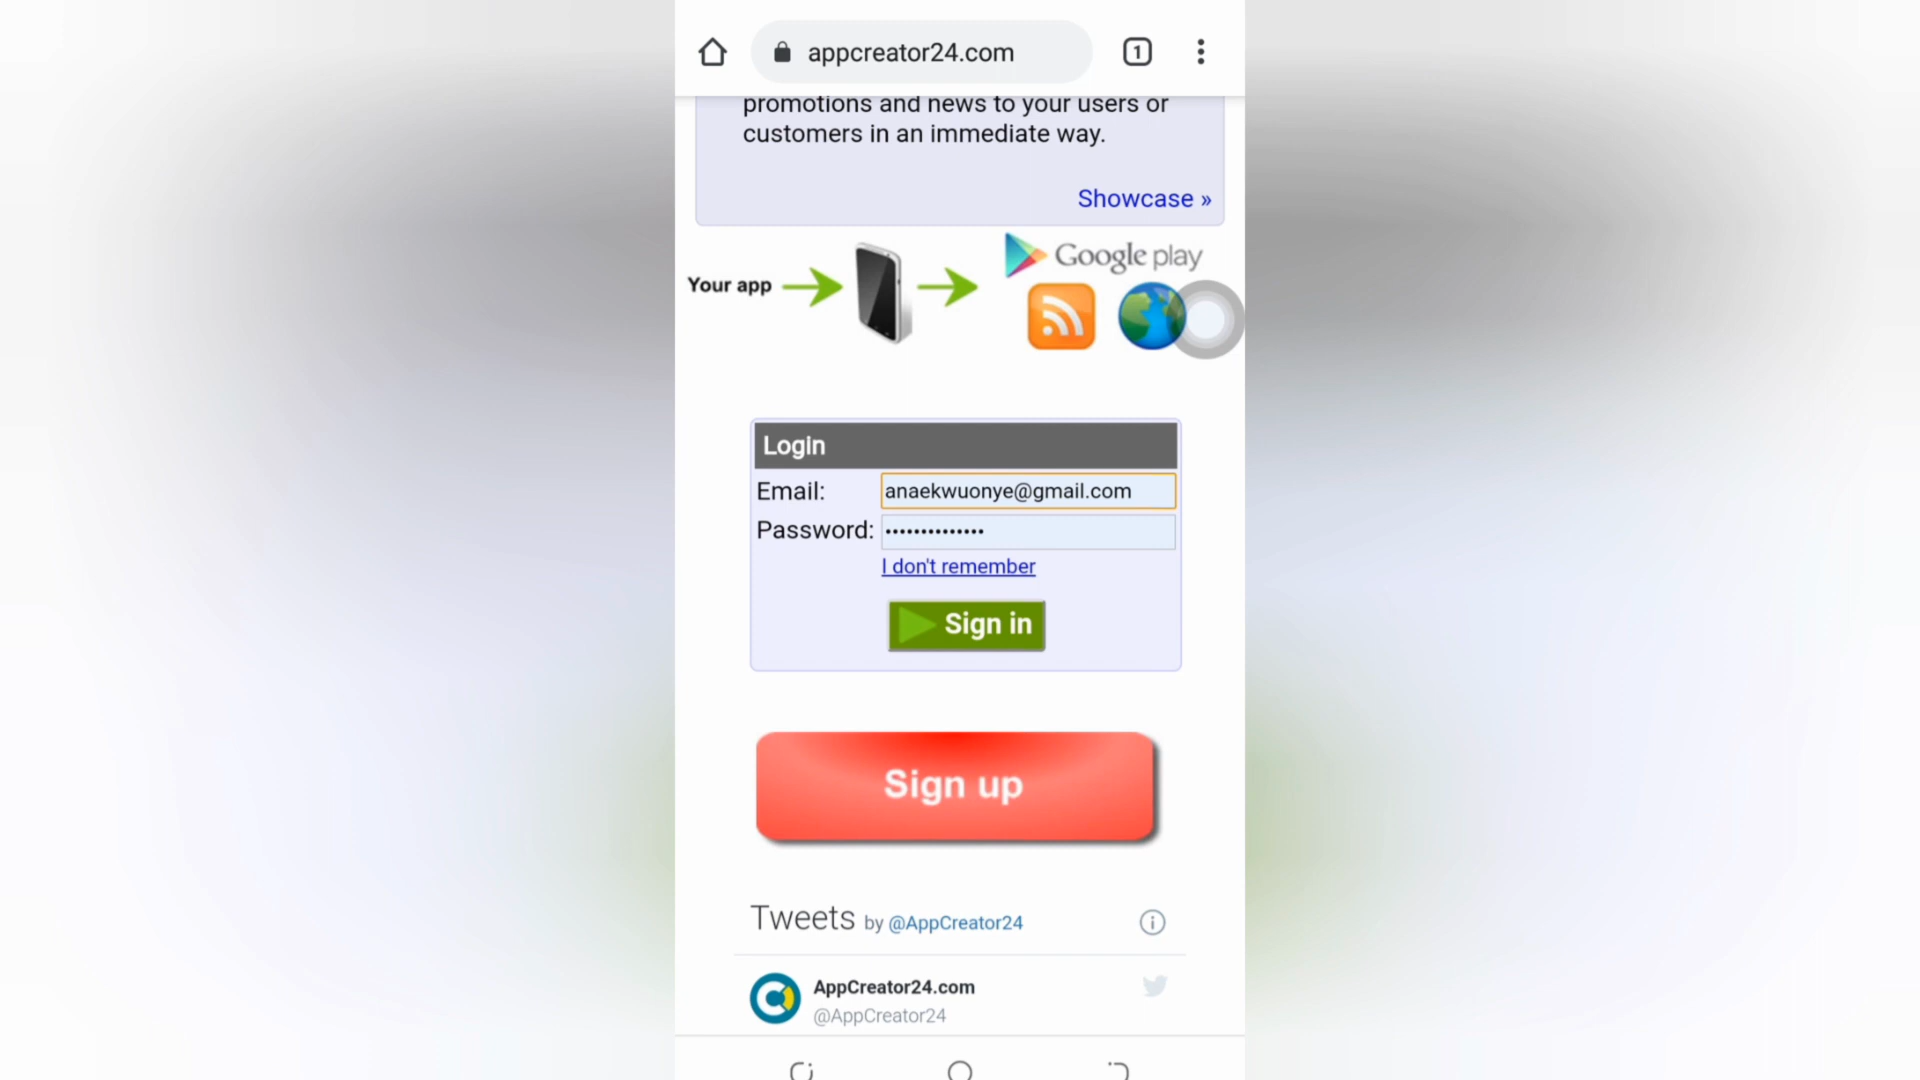 appcreator24.com
1
promotions and news to your users or
customers in an immediate way.
Showcase »
Google play
Your app
Login
Email: anaekwuonye@gmail.com
Password: ••••••••••••••
I don't remember
Sign in
Sign up
Tweets by @AppCreator24
AppCreator24.com
@AppCreator24